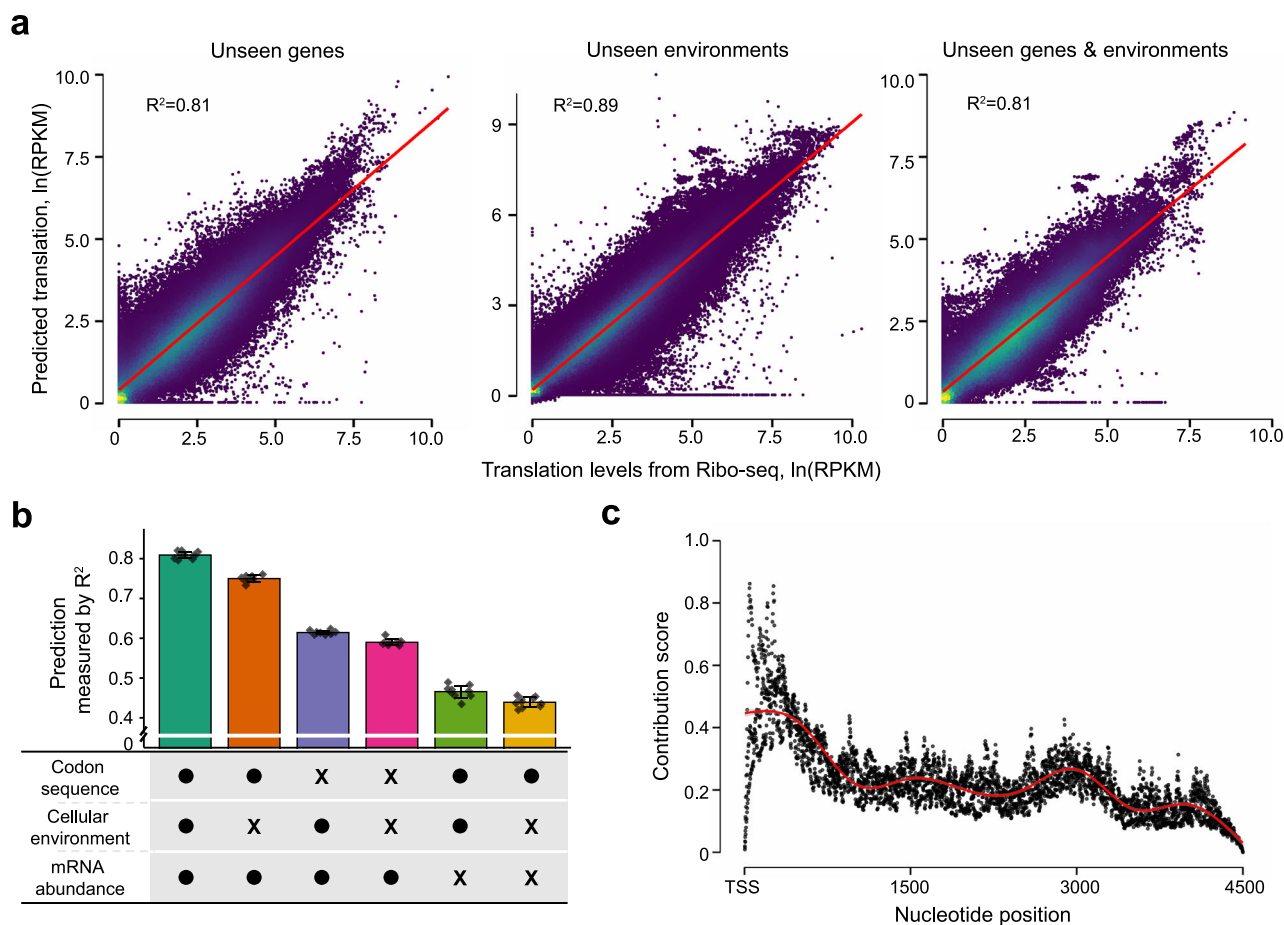 a
Unseen genes
Unseen environments
Unseen genes & environments
R²=0.81
R²=0.89
R²=0.81
Predicted translation, ln(RPKM)
10.0
7.5
5.0
2.5
0
9
6
3
0
10.0
7.5
5.0
2.5
0
0 2.5 5.0 7.5 10.0
0 2.5 5.0 7.5 10.0
0 2.5 5.0 7.5 10.0
Translation levels from Ribo-seq, ln(RPKM)
b
Prediction
measured by R²
0.8
0.7
0.6
0.5
0.4
0
Codon
sequence
X X
Cellular
environment
X X X
mRNA
abundance
X X
c
Contribution score
1.0
0.8
0.6
0.4
0.2
0
TSS 1500 3000 4500
Nucleotide position